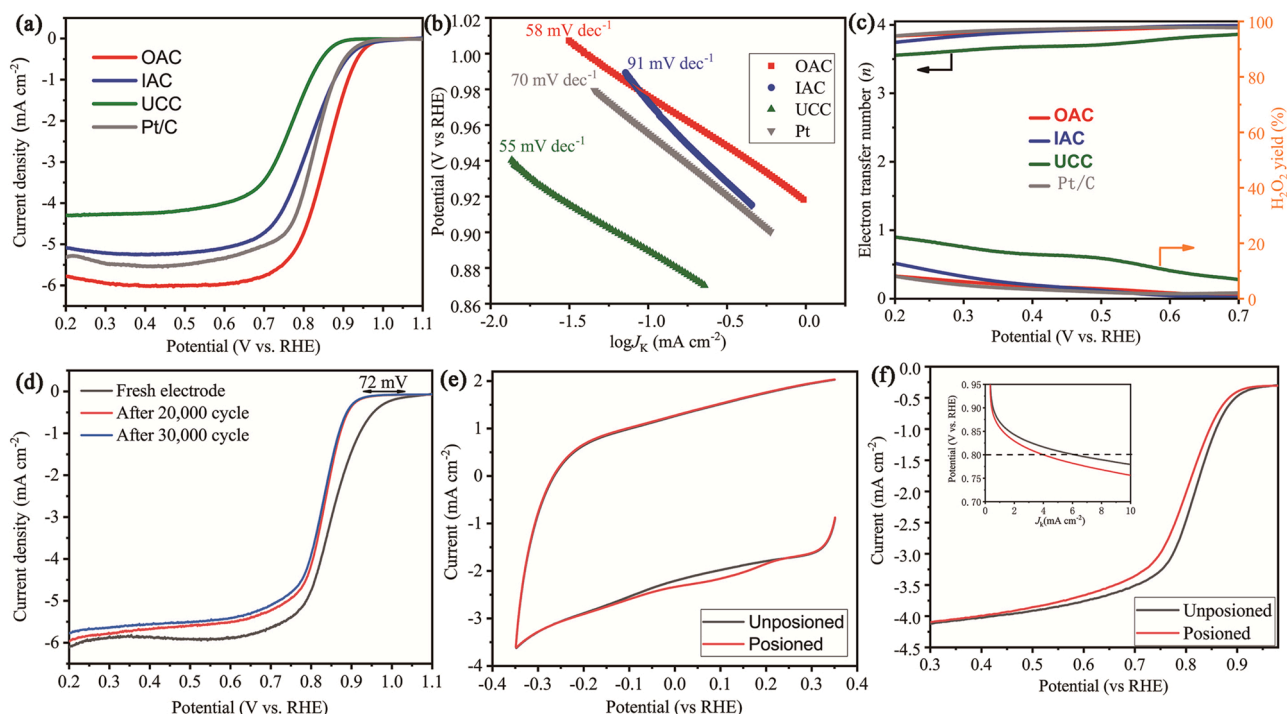 (a)
OAC
IAC
UCC
Pt/C
Current density (mA cm⁻²)
0
-1
-2
-3
-4
-5
-6
0.2 0.3 0.4 0.5 0.6 0.7 0.8 0.9 1.0 1.1
Potential (V vs. RHE)
(b)
58 mV dec⁻¹
91 mV dec⁻¹
70 mV dec⁻¹
55 mV dec⁻¹
OAC
IAC
UCC
Pt
Potential (V vs RHE)
1.00
0.98
0.96
0.94
0.92
0.90
0.88
0.86
-2.0 -1.5 -1.0 -0.5 0.0
logJK (mA cm⁻²)
(c)
OAC
IAC
UCC
Pt/C
Electron transfer number (n)
4
3
2
1
0
100
80
60
40
20
0
H₂O₂ yield (%)
0.2 0.3 0.4 0.5 0.6 0.7
Potential (V vs. RHE)
(d)
72 mV
Fresh electrode
After 20,000 cycle
After 30,000 cycle
Current density (mA cm⁻²)
0
-1
-2
-3
-4
-5
-6
0.2 0.3 0.4 0.5 0.6 0.7 0.8 0.9 1.0 1.1
Potential (V vs. RHE)
(e)
Unposioned
Posioned
Current (mA cm⁻²)
2
1
0
-1
-2
-3
-4
-0.4 -0.3 -0.2 -0.1 0.0 0.1 0.2 0.3 0.4
Potential (vs RHE)
(f)
Potential (V vs. RHE)
0.95
0.90
0.85
0.80
0.75
0.70
0 2 4 6 8 10
Jk(mA cm⁻²)
Unposioned
Posioned
Current (mA cm⁻²)
0.0
-0.5
-1.0
-1.5
-2.0
-2.5
-3.0
-3.5
-4.0
-4.5
0.3 0.4 0.5 0.6 0.7 0.8 0.9
Potential (vs RHE)